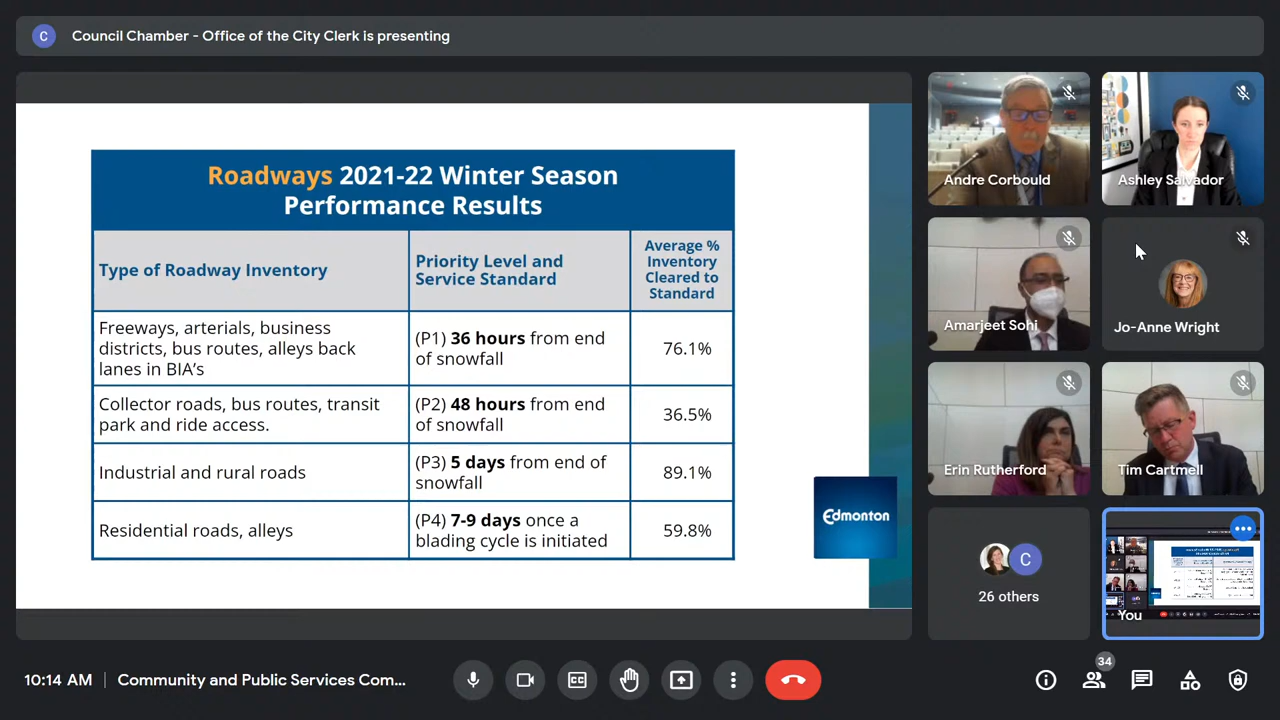 C
Council Chamber - Office of the City Clerk is presenting
Roadways 2021-22 Winter Season
Performance Results
Type of Roadway Inventory
Priority Level and
Service Standard
Average %
Inventory
Cleared to
Standard
Freeways, arterials, business
districts, bus routes, alleys back
lanes in BIA's
(P1) 36 hours from end
of snowfall
76.1%
Collector roads, bus routes, transit
park and ride access.
(P2) 48 hours from end
of snowfall
36.5%
Industrial and rural roads
(P3) 5 days from end of
snowfall
89.1%
Residential roads, alleys
(P4) 7-9 days once a
blading cycle is initiated
59.8%
Edmonton
Andre Corbould
Ashley Salvador
Amarjeet Sohi
Jo-Anne Wright
Erin Rutherford
Tim Cartmell
C
26 others
You
10:14 AM
Community and Public Services Com...
CC
34